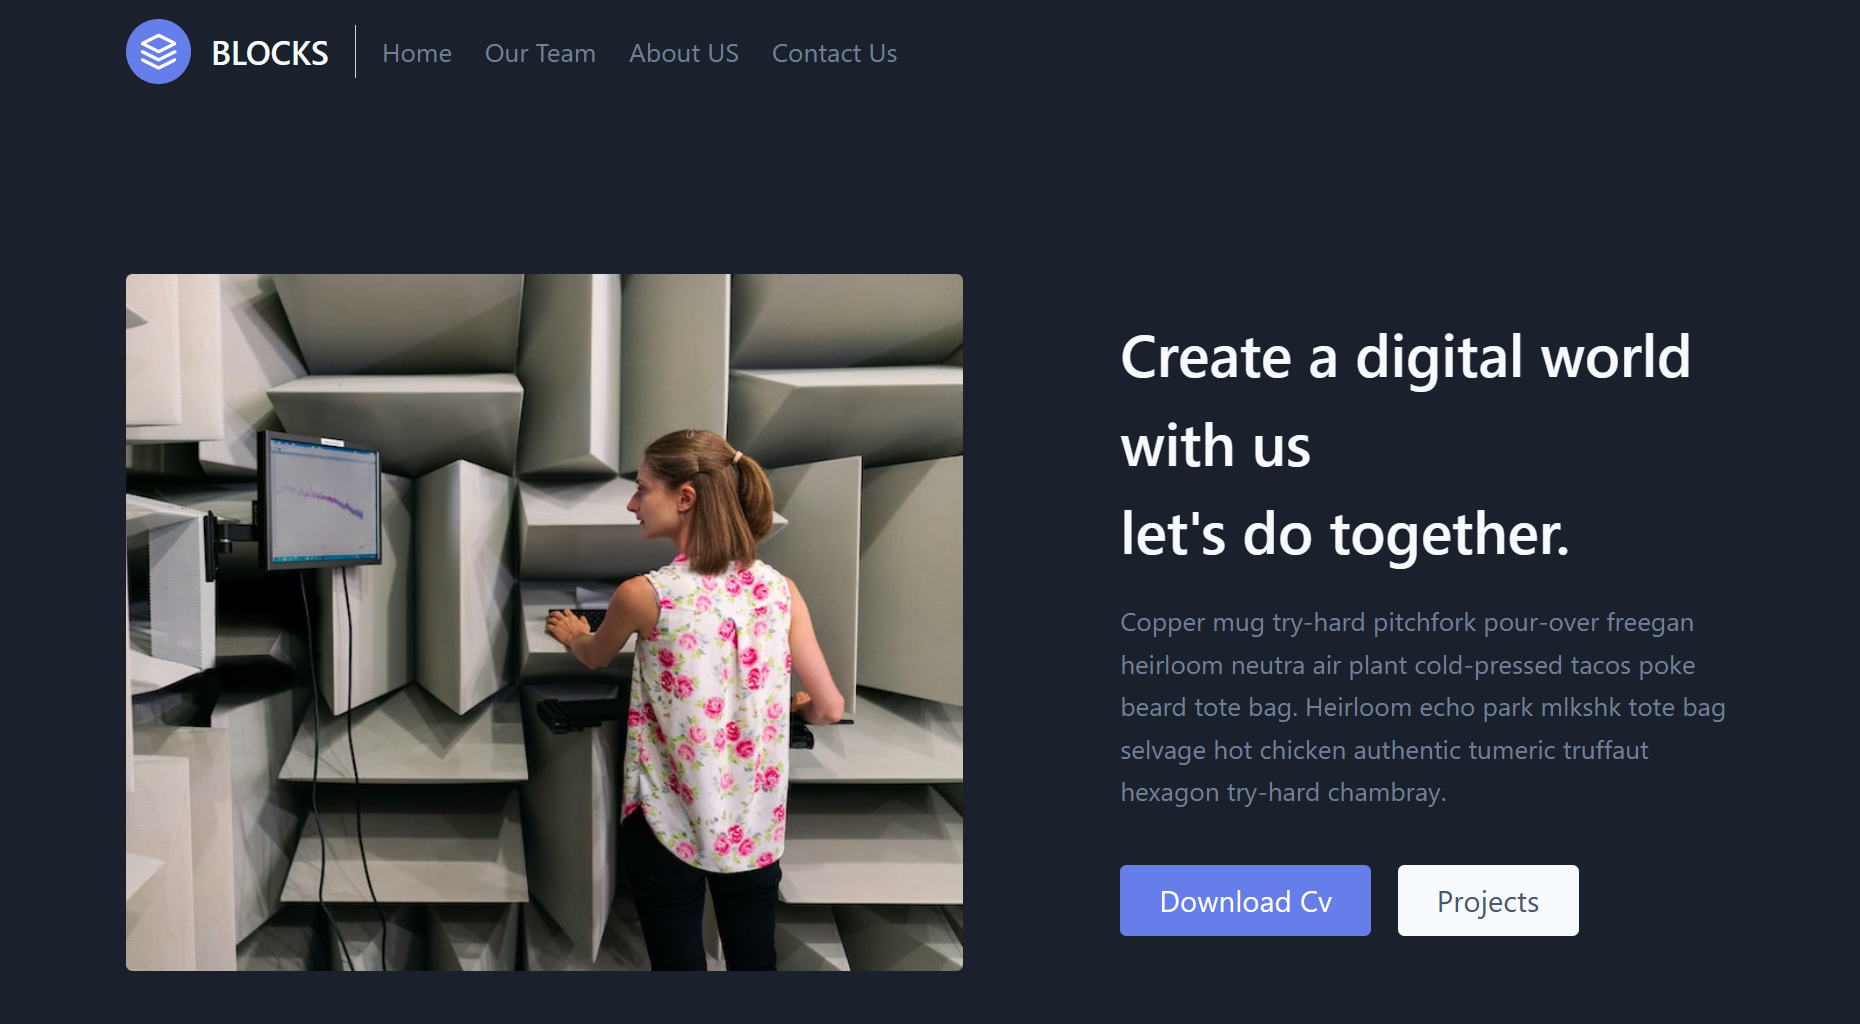 BLOCKS
Home
Our Team
About US
Contact Us
Create a digital world
with us
let's do together.
Copper mug try-hard pitchfork pour-over freegan
heirloom neutra air plant cold-pressed tacos poke
beard tote bag. Heirloom echo park mlkshk tote bag
selvage hot chicken authentic tumeric truffaut
hexagon try-hard chambray.
Download Cv
Projects